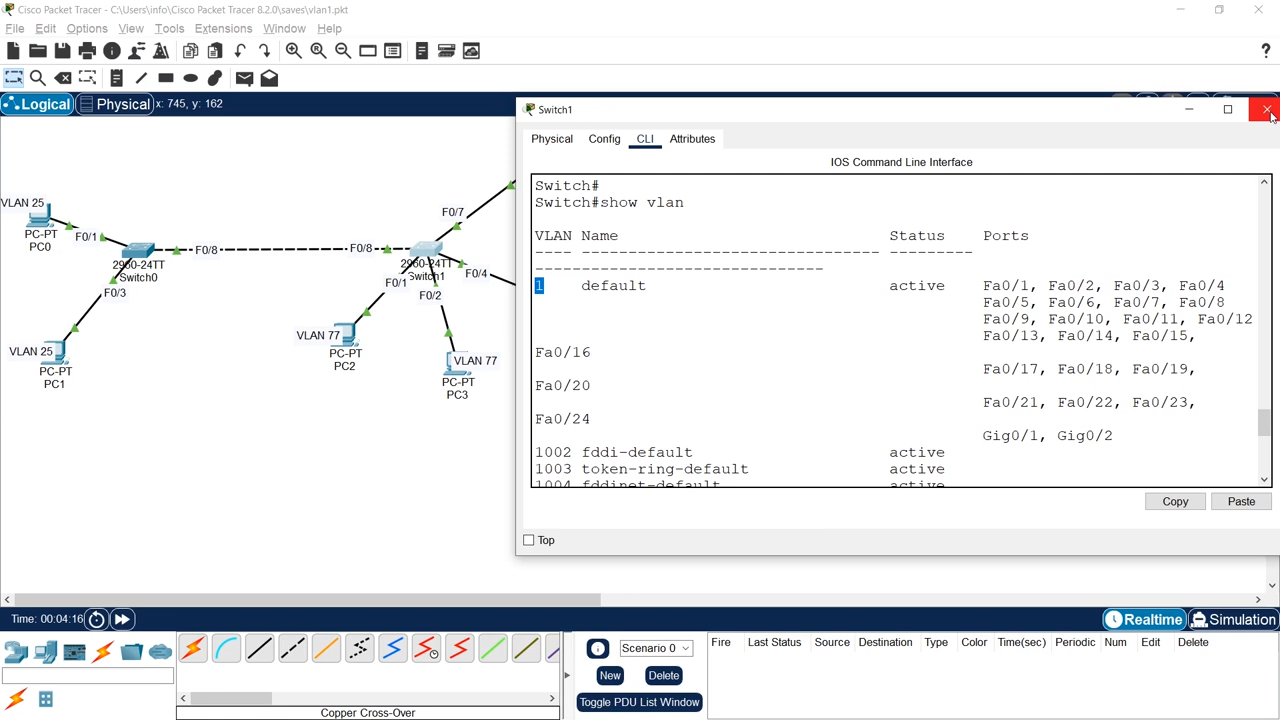 Cisco Packet Tracer - C:\Users\info\Cisco Packet Tracer 8.2.0\saves\vlan1.pkt
File Edit Options View Tools Extensions Window Help
?
Logical Physical x: 745, y: 162
Switch1
Physical Config CLI Attributes
IOS Command Line Interface
Switch#
Switch#show vlan
VLAN Name Status Ports
---- -------------------------------- ---------
-------------------------------
1 default active Fa0/1, Fa0/2, Fa0/3, Fa0/4
Fa0/5, Fa0/6, Fa0/7, Fa0/8
Fa0/9, Fa0/10, Fa0/11, Fa0/12
Fa0/13, Fa0/14, Fa0/15,
Fa0/16
Fa0/17, Fa0/18, Fa0/19,
Fa0/20
Fa0/21, Fa0/22, Fa0/23,
Fa0/24
Gig0/1, Gig0/2
1002 fddi-default active
1003 token-ring-default active
1004 fddinet-default active
Copy Paste
Top
VLAN 25
PC-PT
PC0
F0/1
2960-24TT
Switch0
F0/8
F0/3
VLAN 25
PC-PT
PC1
F0/8
F0/7
2960-24TT
Switch1
F0/4
F0/1
F0/2
VLAN 77
PC-PT
PC2
VLAN 77
PC-PT
PC3
Time: 00:04:16
Realtime Simulation
Scenario 0
New Delete
Toggle PDU List Window
Fire Last Status Source Destination Type Color Time(sec) Periodic Num Edit Delete
Copper Cross-Over